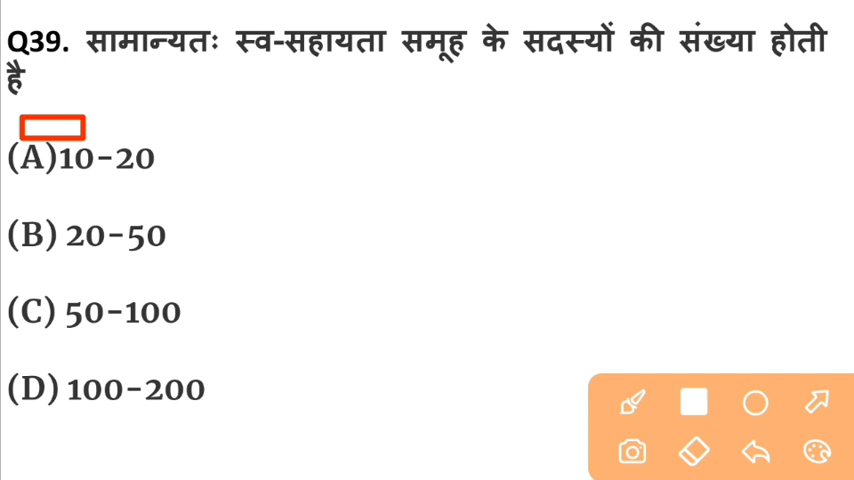 Q39. सामान्यतः स्व-सहायता समूह के सदस्यों की संख्या होती
है
(A)10-20
(B) 20-50
(C) 50-100
(D) 100-200